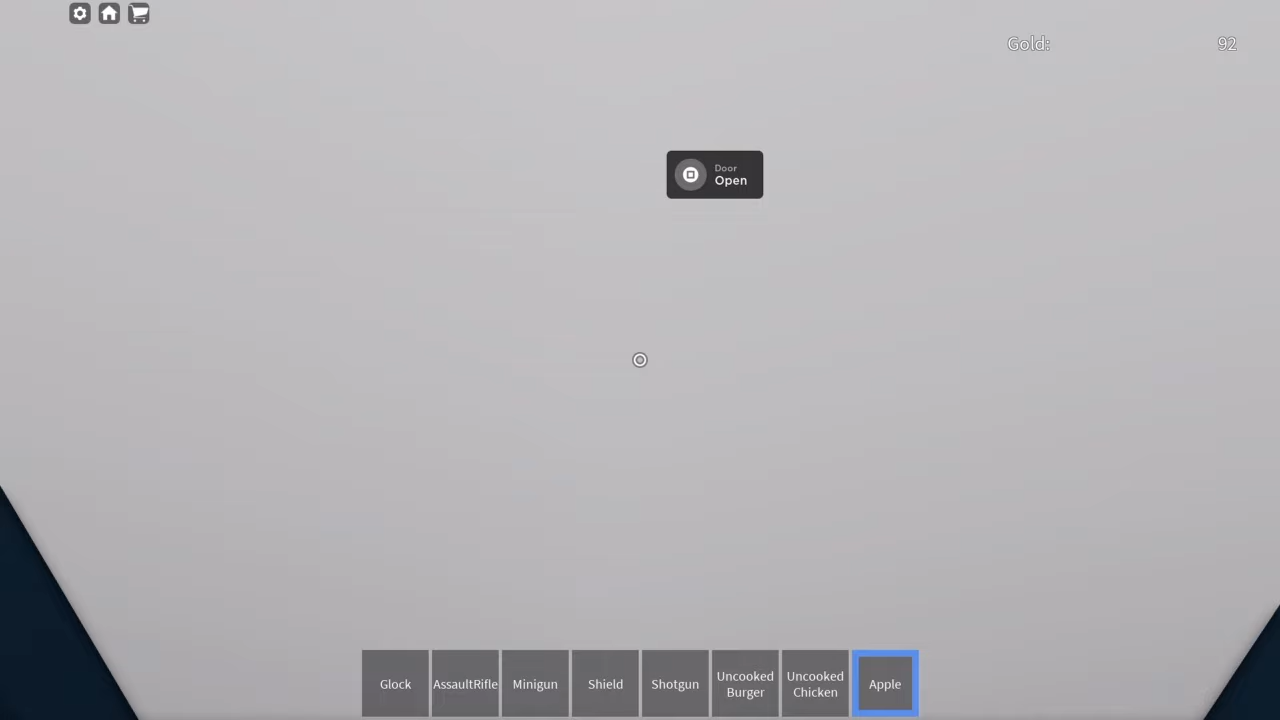 Gold: 92
Door
Open
Glock
AssaultRifle
Minigun
Shield
Shotgun
Uncooked
Burger
Uncooked
Chicken
Apple